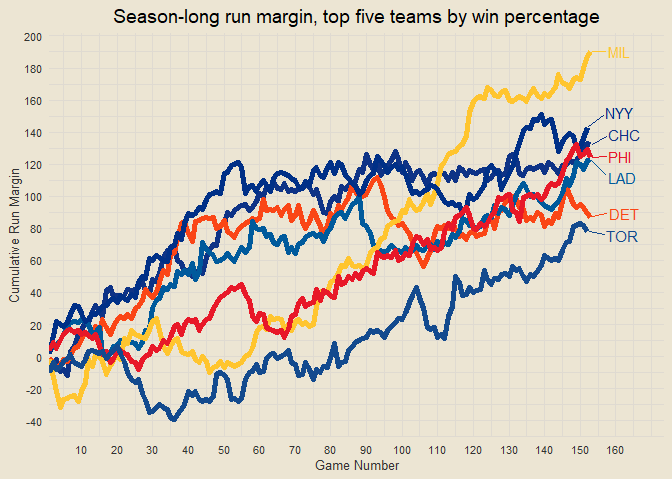 Season-long run margin, top five teams by win percentage
Cumulative Run Margin
200
180
160
140
120
100
80
60
40
20
0
-20
-40
MIL
NYY
CHC
PHI
LAD
DET
TOR
10 20 30 40 50 60 70 80 90 100 110 120 130 140 150 160
Game Number